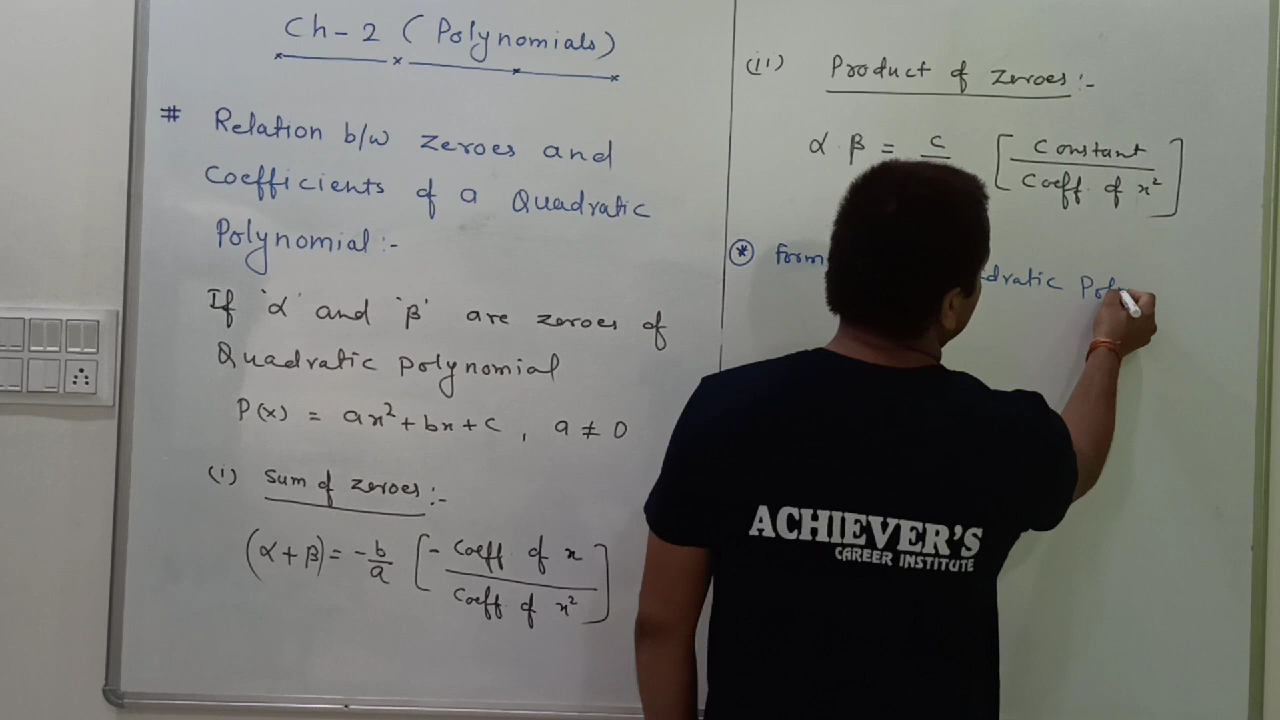 Ch-2 (Polynomials)
# Relation b/w zeroes and
Coefficients of a Quadratic
Polynomial:-
If 'α' and 'β' are zeroes of
Quadratic polynomial
P(x) = ax²+bx+c, a≠0
(i) Sum of zeroes:-
(α+β) = -b/a [-Coeff of x / Coeff of x²]
(ii) Product of Zeroes:-
α·β = c [Constant / Coeff. of x²]
ACHIEVER'S
CAREER INSTITUTE